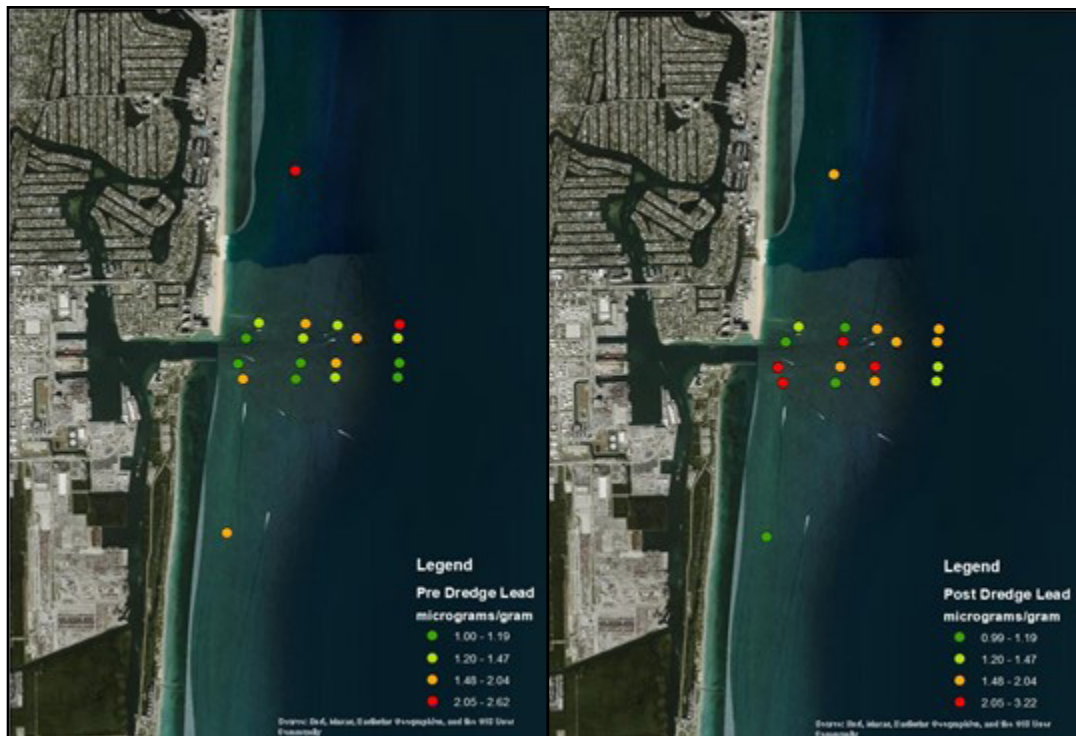 Legend
Pre Dredge Lead
micrograms/gram
1.00 - 1.19
1.20 - 1.47
1.48 - 2.04
2.05 - 2.62
Legend
Post Dredge Lead
micrograms/gram
0.99 - 1.19
1.20 - 1.47
1.48 - 2.04
2.05 - 3.22